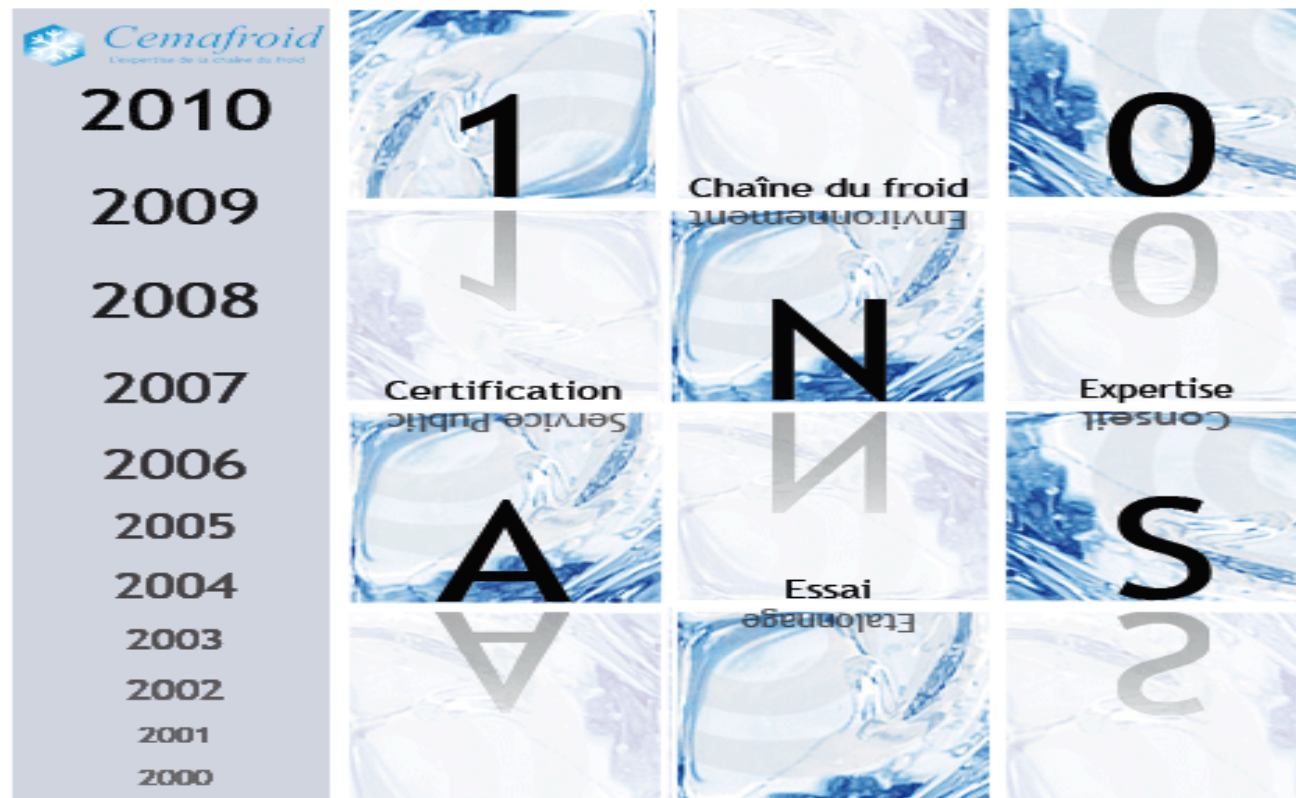 Cemafroid
L'expertise de la chaîne du froid
2010
2009
2008
2007
2006
2005
2004
2003
2002
2001
2000
1 0
Chaîne du froid
Environnement
N
Certification
Expertise
Service Public
Conseil
A S
Essai
Etalonnage